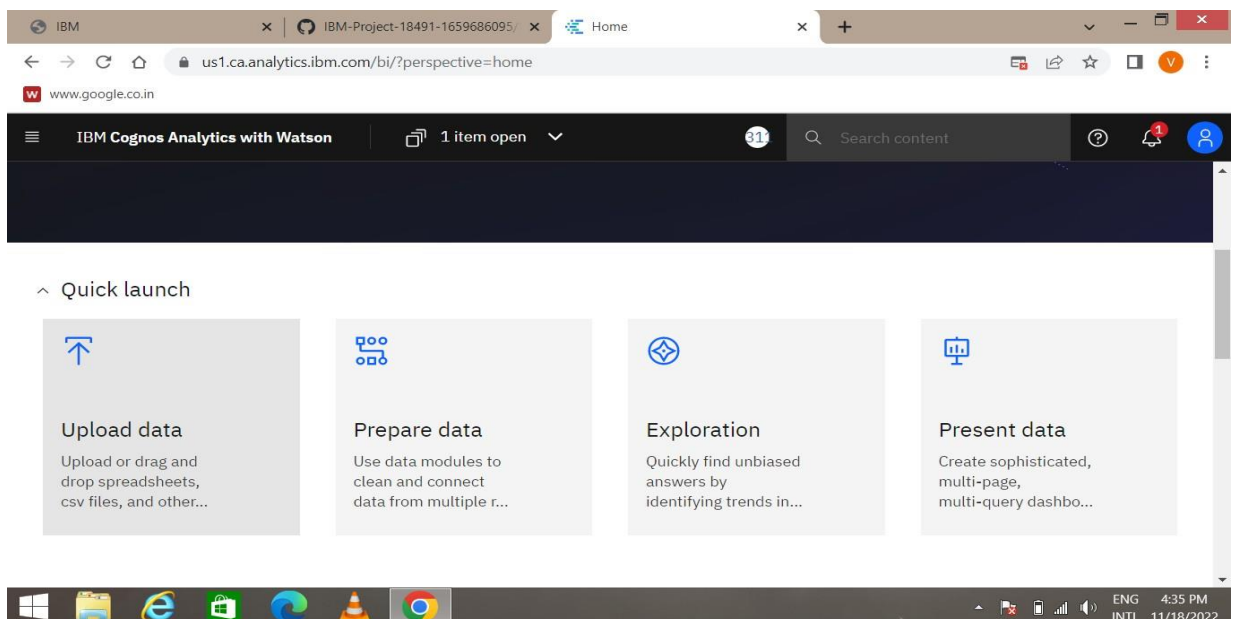 IBM
IBM-Project-18491-1659686095/
Home
us1.ca.analytics.ibm.com/bi/?perspective=home
V
W www.google.co.in
IBM Cognos Analytics with Watson
1 item open
311
Search content
1
Quick launch
Upload data
Upload or drag and
drop spreadsheets,
csv files, and other...
Prepare data
Use data modules to
clean and connect
data from multiple r...
Exploration
Quickly find unbiased
answers by
identifying trends in...
Present data
Create sophisticated,
multi-page,
multi-query dashbo...
ENG 4:35 PM
INTL 11/18/2022